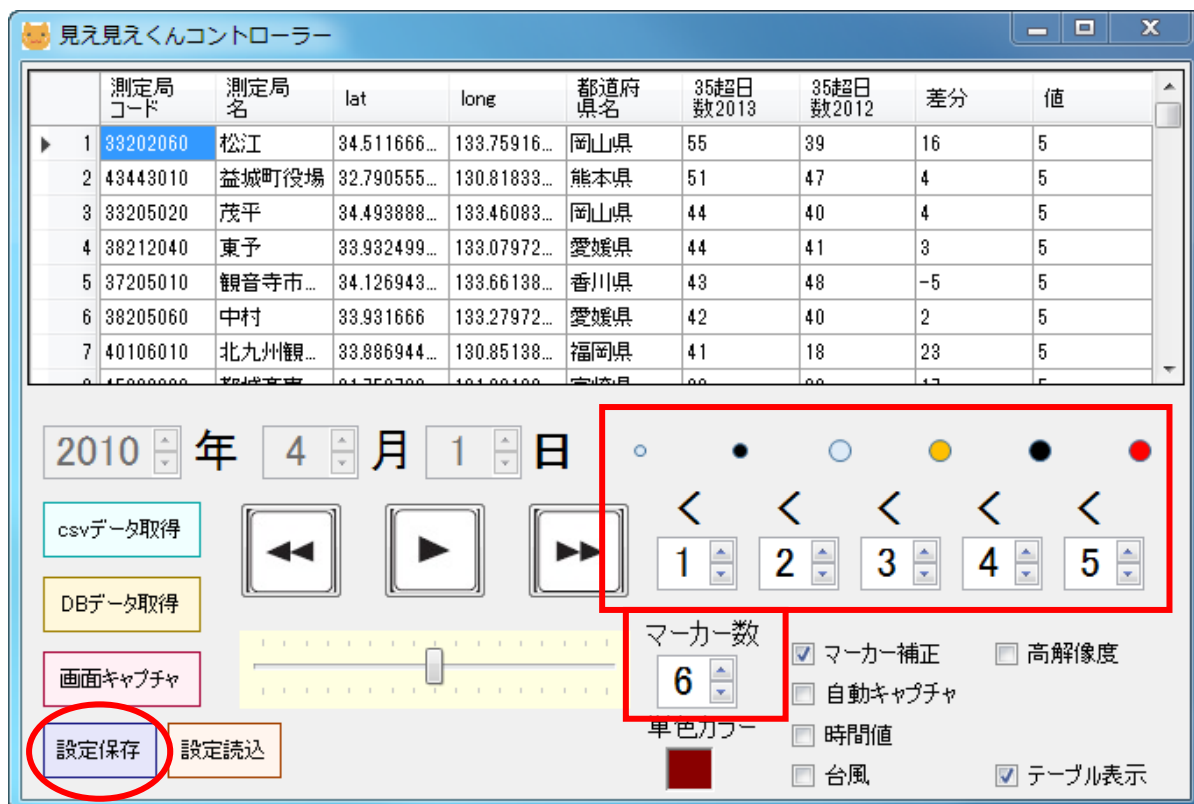 見え見えくんコントローラー
測定局コード 測定局名 lat long 都道府県名 35超日数2013 35超日数2012 差分 値
1 33202060 松江 34.511666... 133.75916... 岡山県 55 39 16 5
2 43443010 益城町役場 32.790555... 130.81833... 熊本県 51 47 4 5
3 33205020 茂平 34.493888... 133.46083... 岡山県 44 40 4 5
4 38212040 東予 33.932499... 133.07972... 愛媛県 44 41 3 5
5 37205010 観音寺市... 34.126943... 133.66138... 香川県 43 48 -5 5
6 38205060 中村 33.931666 133.27972... 愛媛県 42 40 2 5
7 40106010 北九州観... 33.886944... 130.85138... 福岡県 41 18 23 5
2010 年 4 月 1 日
く く く く く
1 2 3 4 5
csvデータ取得
DBデータ取得
画面キャプチャ
設定保存 設定読込
マーカー数
6
単色カラー
マーカー補正 高解像度
自動キャプチャ
時間値
台風 テーブル表示